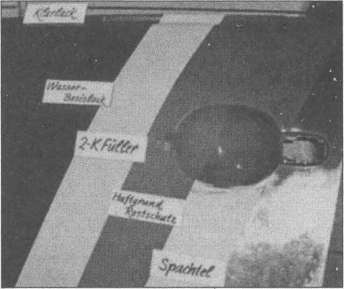 Klarlack
Wasser-
Basislack
2-K Füller
Haftgrund,
Rostschutz
Spachtel